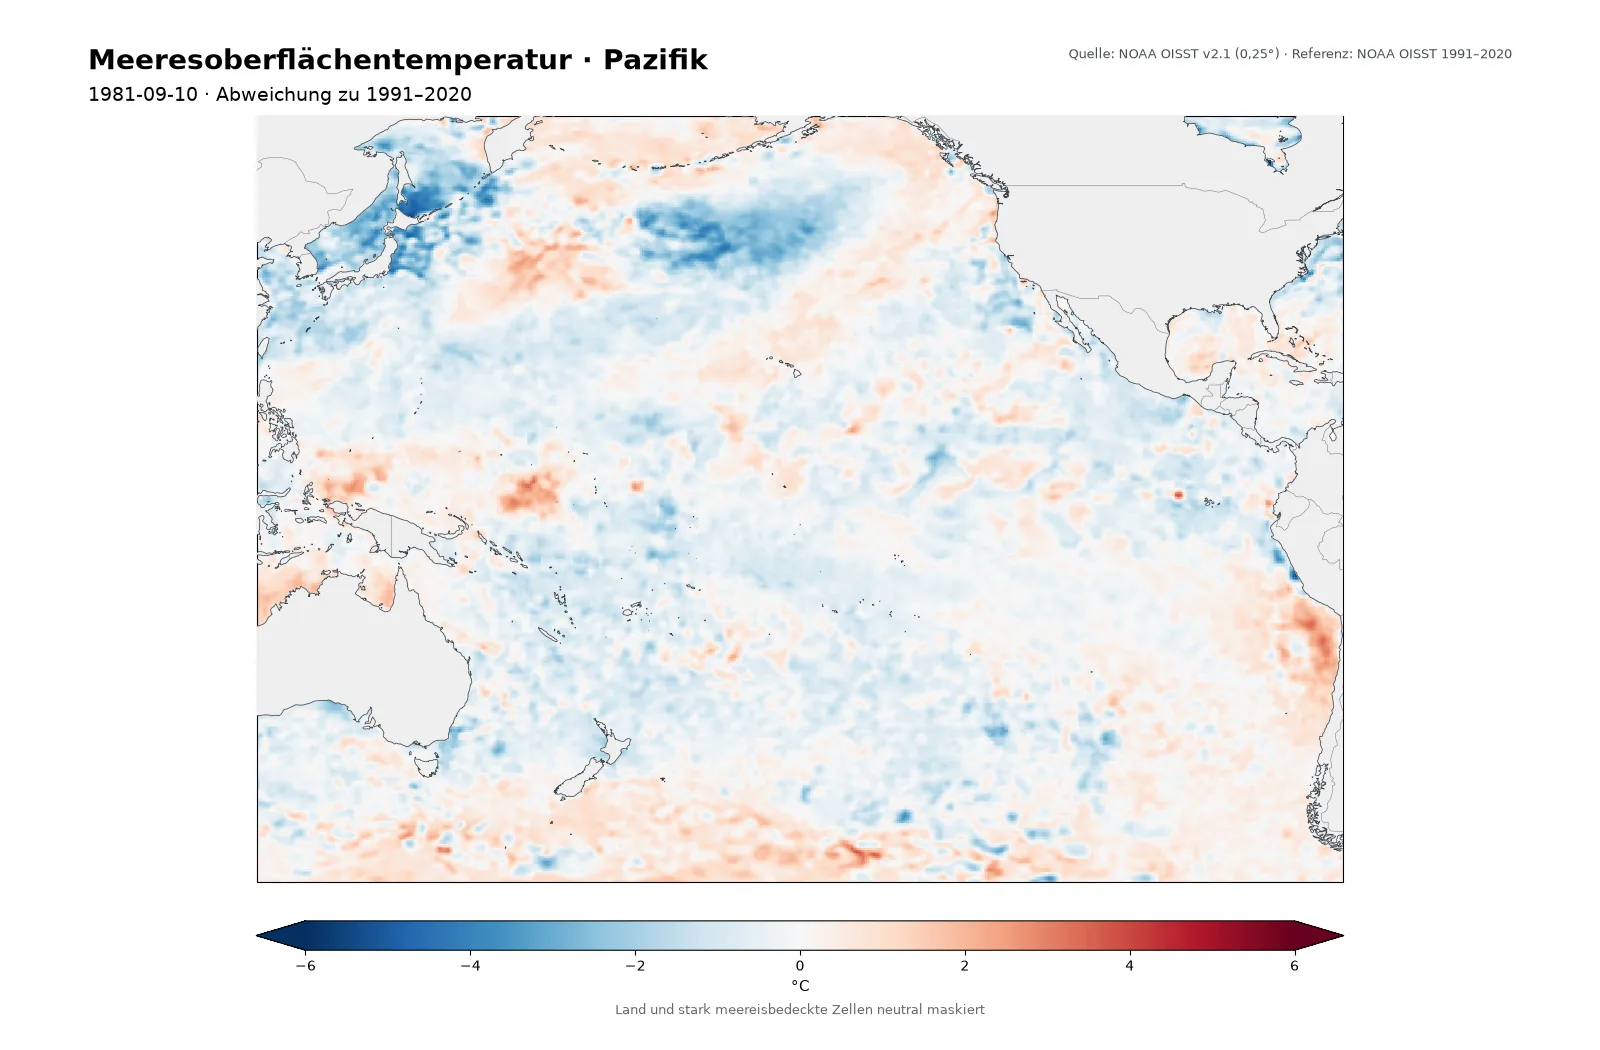 Meeresoberflächentemperatur · Pazifik
Quelle: NOAA OISST v2.1 (0,25°) · Referenz: NOAA OISST 1991–2020
1981-09-10 · Abweichung zu 1991–2020
−6 −4 −2 0 2 4 6
°C
Land und stark meereisbedeckte Zellen neutral maskiert